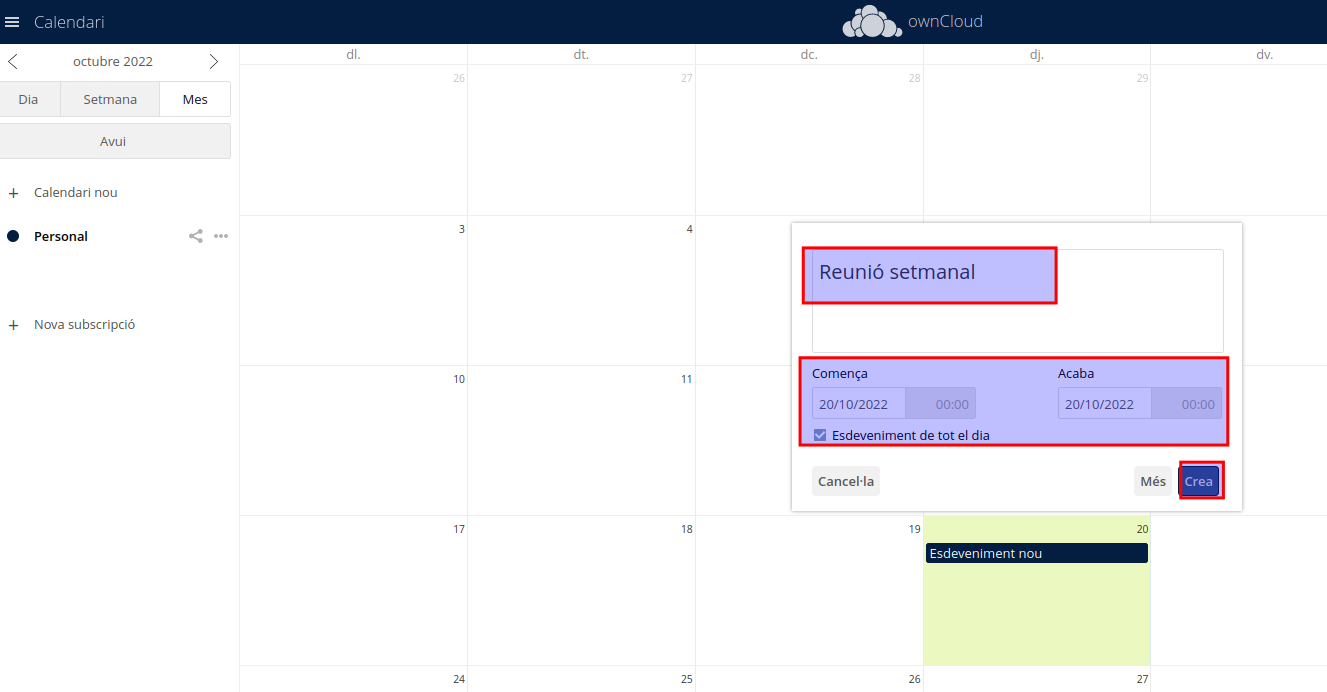 Calendari
ownCloud
octubre 2022
Dia Setmana Mes
Avui
+ Calendari nou
Personal
+ Nova subscripció
dl. dt. dc. dj. dv.
26 27 28 29
3 4
Reunió setmanal
Comença Acaba
20/10/2022 00:00 20/10/2022 00:00
Esdeveniment de tot el dia
Cancel·la Més Crea
10 11
17 18 19 20
Esdeveniment nou
24 25 26 27